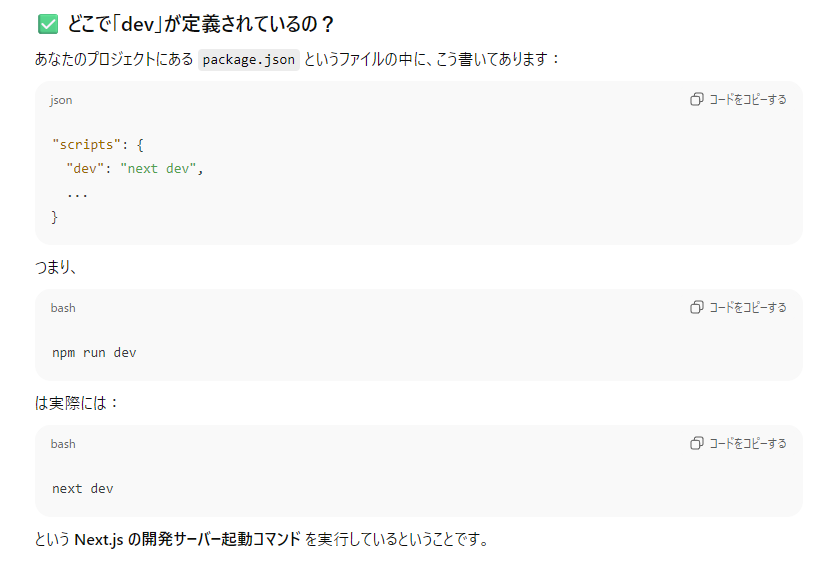 ✅ どこで「dev」が定義されているの？
あなたのプロジェクトにある package.json というファイルの中に、こう書いてあります：
json
コードをコピーする
"scripts": {
"dev": "next dev",
...
}
つまり、
bash
コードをコピーする
npm run dev
は実際には：
bash
コードをコピーする
next dev
という Next.js の開発サーバー起動コマンド を実行しているということです。